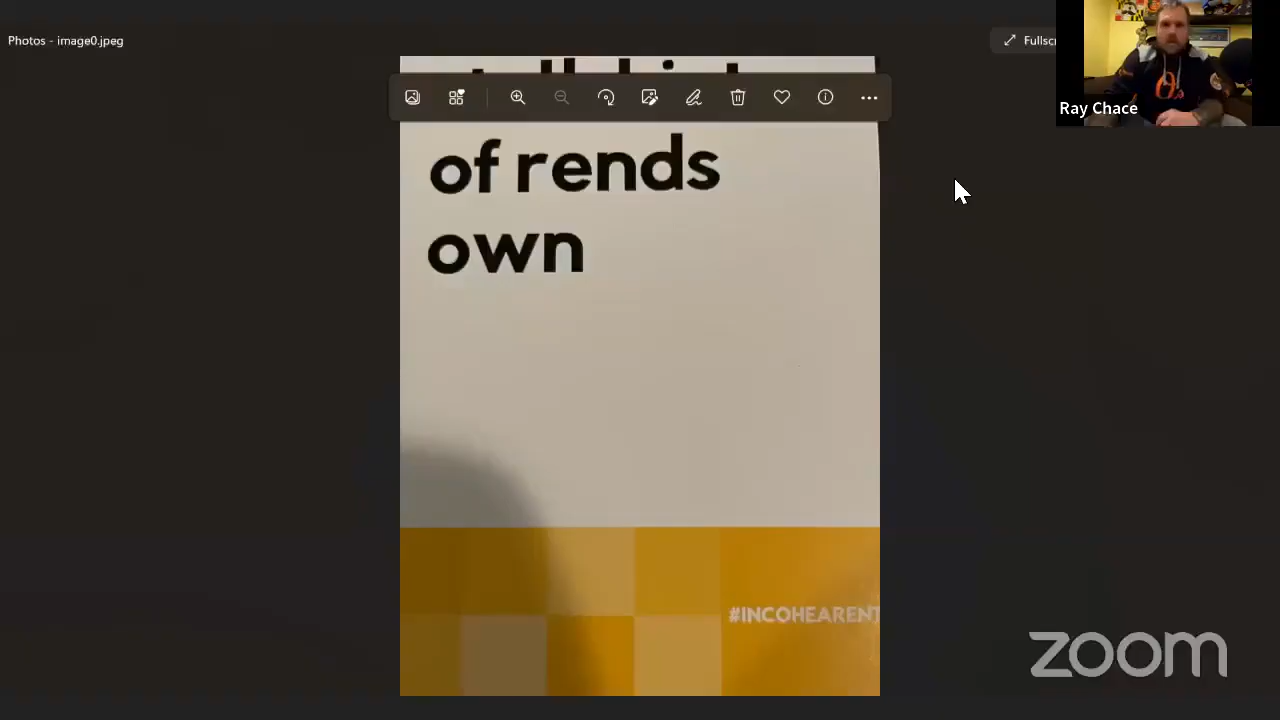 Photos - image0.jpeg
Ray Chace
of rends
own
#INCOHEARENT
zoom